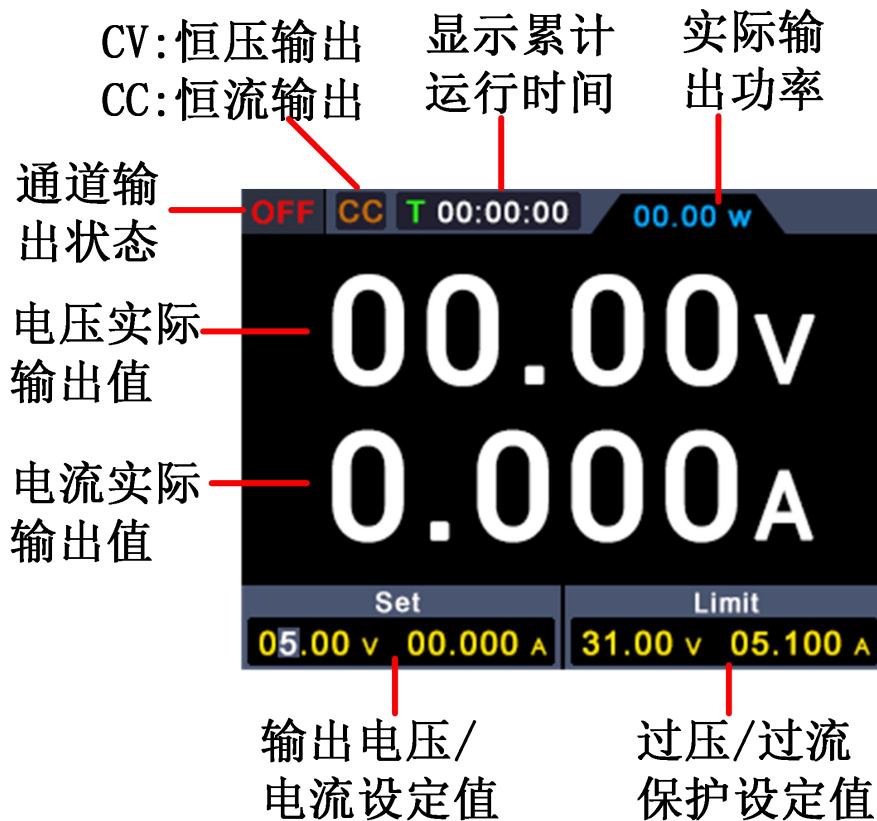 CV:恒压输出
CC:恒流输出
显示累计
运行时间
实际输
出功率
通道输
出状态
OFF CC T 00:00:00 00.00 W
电压实际
输出值
00.00V
电流实际
输出值
0.000A
Set
Limit
05.00 V 00.000 A
31.00 V 05.100 A
输出电压/
电流设定值
过压/过流
保护设定值